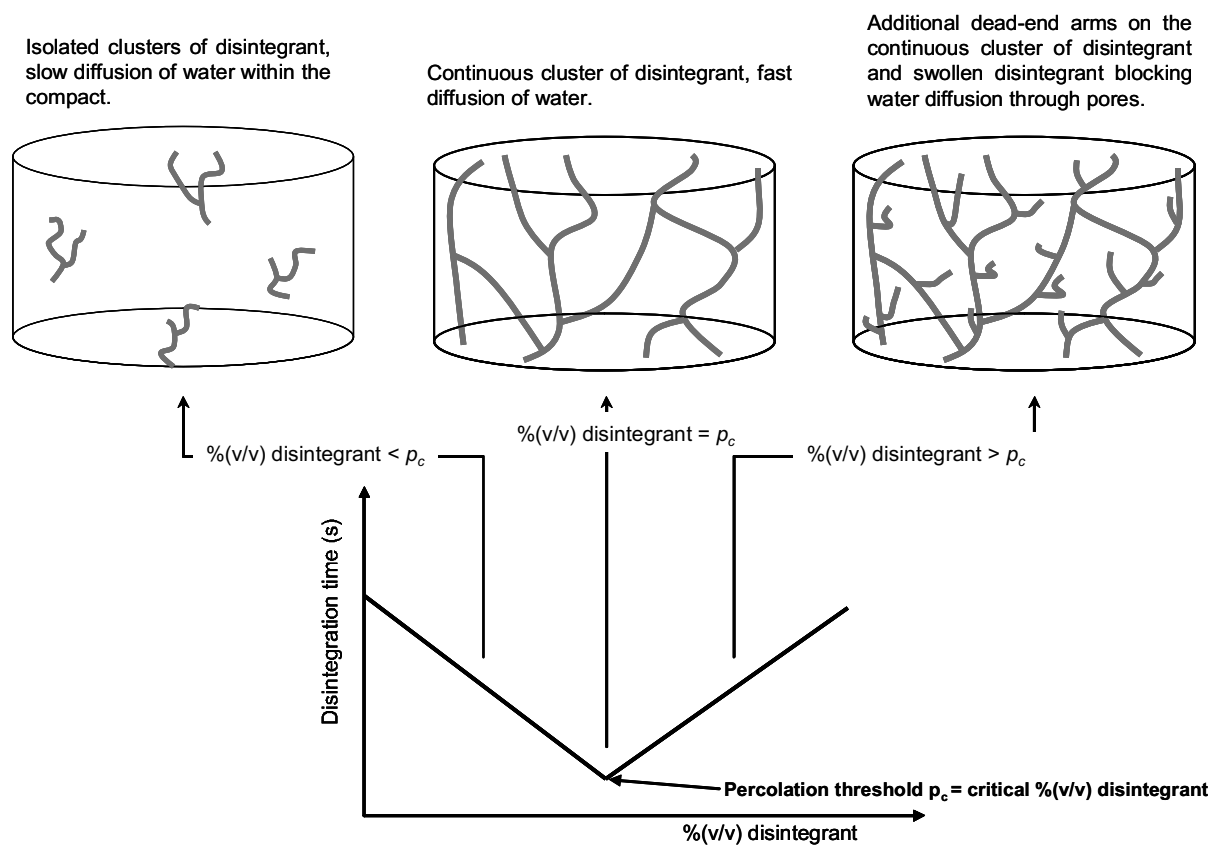 Isolated clusters of disintegrant,
slow diffusion of water within the
compact.
Continuous cluster of disintegrant, fast
diffusion of water.
Additional dead-end arms on the
continuous cluster of disintegrant
and swollen disintegrant blocking
water diffusion through pores.
%(v/v) disintegrant < pc
%(v/v) disintegrant = pc
%(v/v) disintegrant > pc
Disintegration time (s)
Percolation threshold pc = critical %(v/v) disintegrant
%(v/v) disintegrant